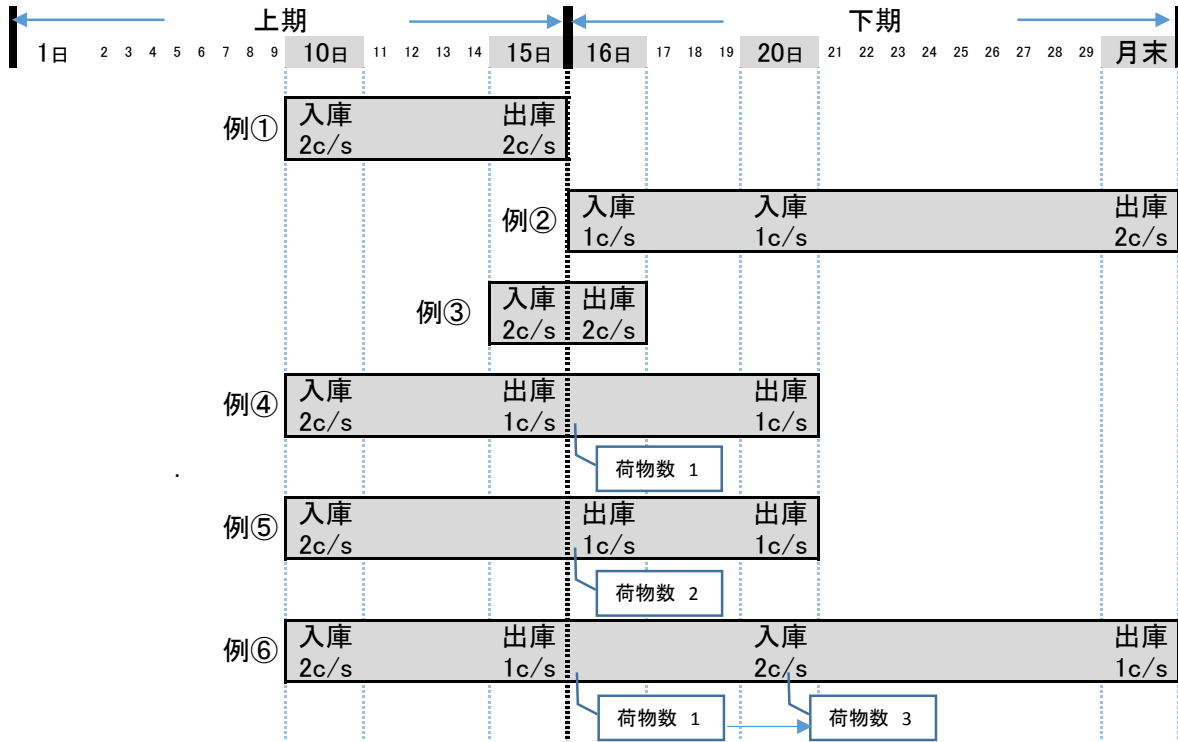 上期 下期
1日 2 3 4 5 6 7 8 9 10日 11 12 13 14 15日 16日 17 18 19 20日 21 22 23 24 25 26 27 28 29 月末
入庫 出庫
例①
2c/s 2c/s
入庫 入庫 出庫
例②
1c/s 1c/s 2c/s
入庫 出庫
例③
2c/s 2c/s
入庫 出庫 出庫
例④
2c/s 1c/s 1c/s
荷物数 1
入庫 出庫 出庫
例⑤
2c/s 1c/s 1c/s
荷物数 2
入庫 出庫 入庫 出庫
例⑥
2c/s 1c/s 2c/s 1c/s
荷物数 1 荷物数 3